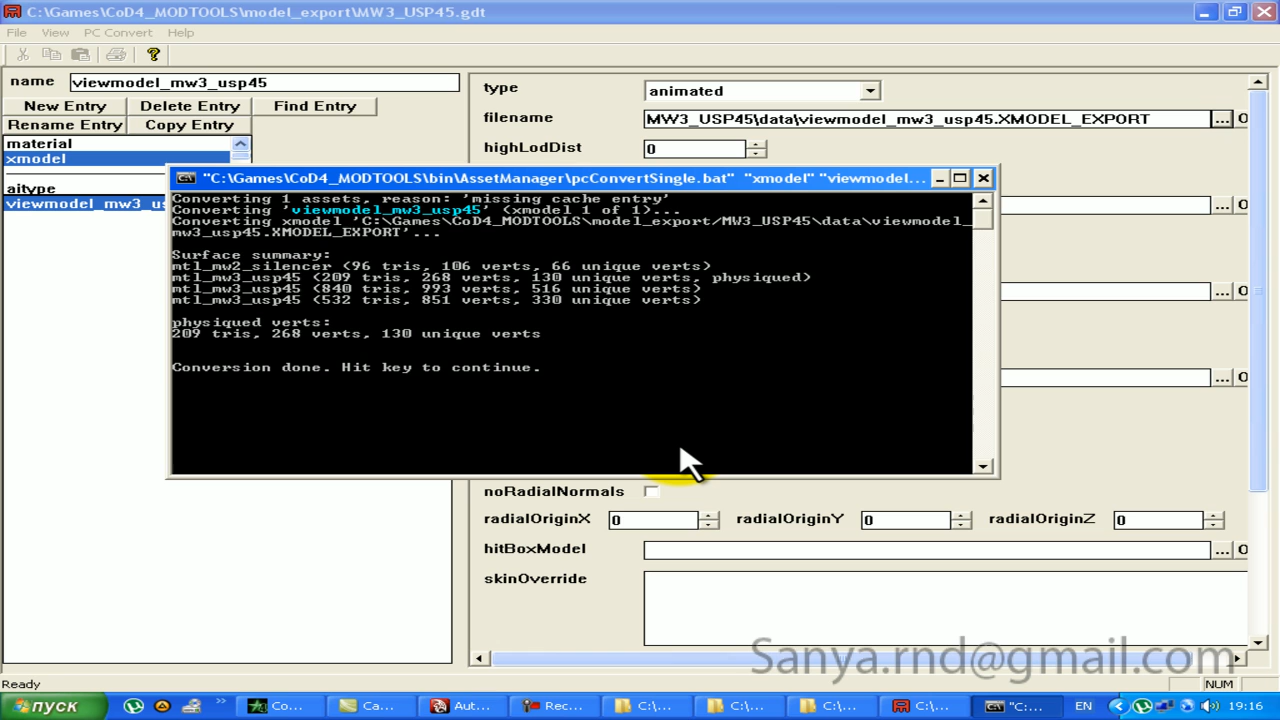 C:\Games\CoD4_MODTOOLS\model_export\MW3_USP45.gdt
File View PC Convert Help
name viewmodel_mw3_usp45
New Entry Delete Entry Find Entry
Rename Entry Copy Entry
material
xmodel
aitype
viewmodel_mw3_us
type animated
filename MW3_USP45\data\viewmodel_mw3_usp45.XMODEL_EXPORT ...
highLodDist 0
"C:\Games\CoD4_MODTOOLS\bin\AssetManager\pcConvertSingle.bat" "xmodel" "viewmodel...
Converting 1 assets, reason: 'missing cache entry'
Converting 'viewmodel_mw3_usp45' (xmodel 1 of 1)...
Converting xmodel 'C:\Games\CoD4_MODTOOLS\model_export/MW3_USP45\data\viewmodel_
mw3_usp45.XMODEL_EXPORT'...
Surface summary:
mtl_mw2_silencer (96 tris, 106 verts, 66 unique verts)
mtl_mw3_usp45 (209 tris, 268 verts, 130 unique verts, physiqued)
mtl_mw3_usp45 (840 tris, 993 verts, 516 unique verts)
mtl_mw3_usp45 (532 tris, 851 verts, 330 unique verts)
physiqued verts:
209 tris, 268 verts, 130 unique verts
Conversion done. Hit key to continue.
...
...
...
noRadialNormals
radialOriginX 0 radialOriginY 0 radialOriginZ 0
hitBoxModel ...
skinOverride
Sanya.rnd@gmail.com
Ready NUM
пуск Co... Ca... Aut... Rec... C:\... C:\... C:\... C:\... "C:... EN 19:16